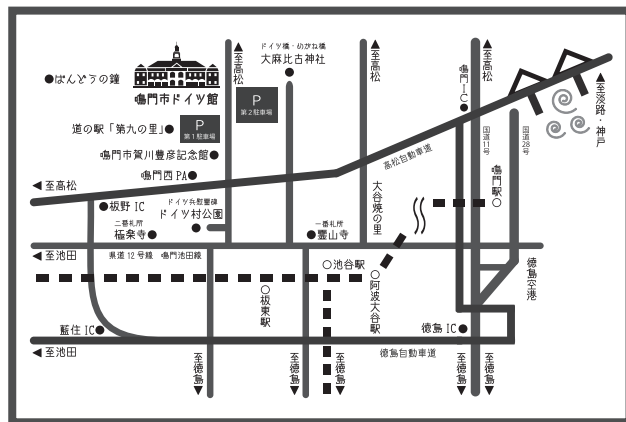 ドイツ橋・めがね橋
大麻比古神社
▲至高松
▲至高松
▲至高松
鳴門IC
▲至淡路・神戸
ばんどうの鐘
鳴門市ドイツ館
P
第2駐車場
道の駅「第九の里」
P
第1駐車場
鳴門市賀川豊彦記念館
鳴門西PA
高松自動車道
国道11号
国道28号
鳴門駅
◀至高松
板野IC
ドイツ兵慰霊碑
ドイツ村公園
大谷焼の里
二番札所
極楽寺
一番札所
霊山寺
◀至池田
県道12号線 鳴門池田線
池谷駅
板東駅
阿波大谷駅
徳島空港
藍住IC
徳島IC
◀至池田
徳島自動車道
至徳島▼
至徳島▼
至徳島▼
至徳島▼
至徳島▼